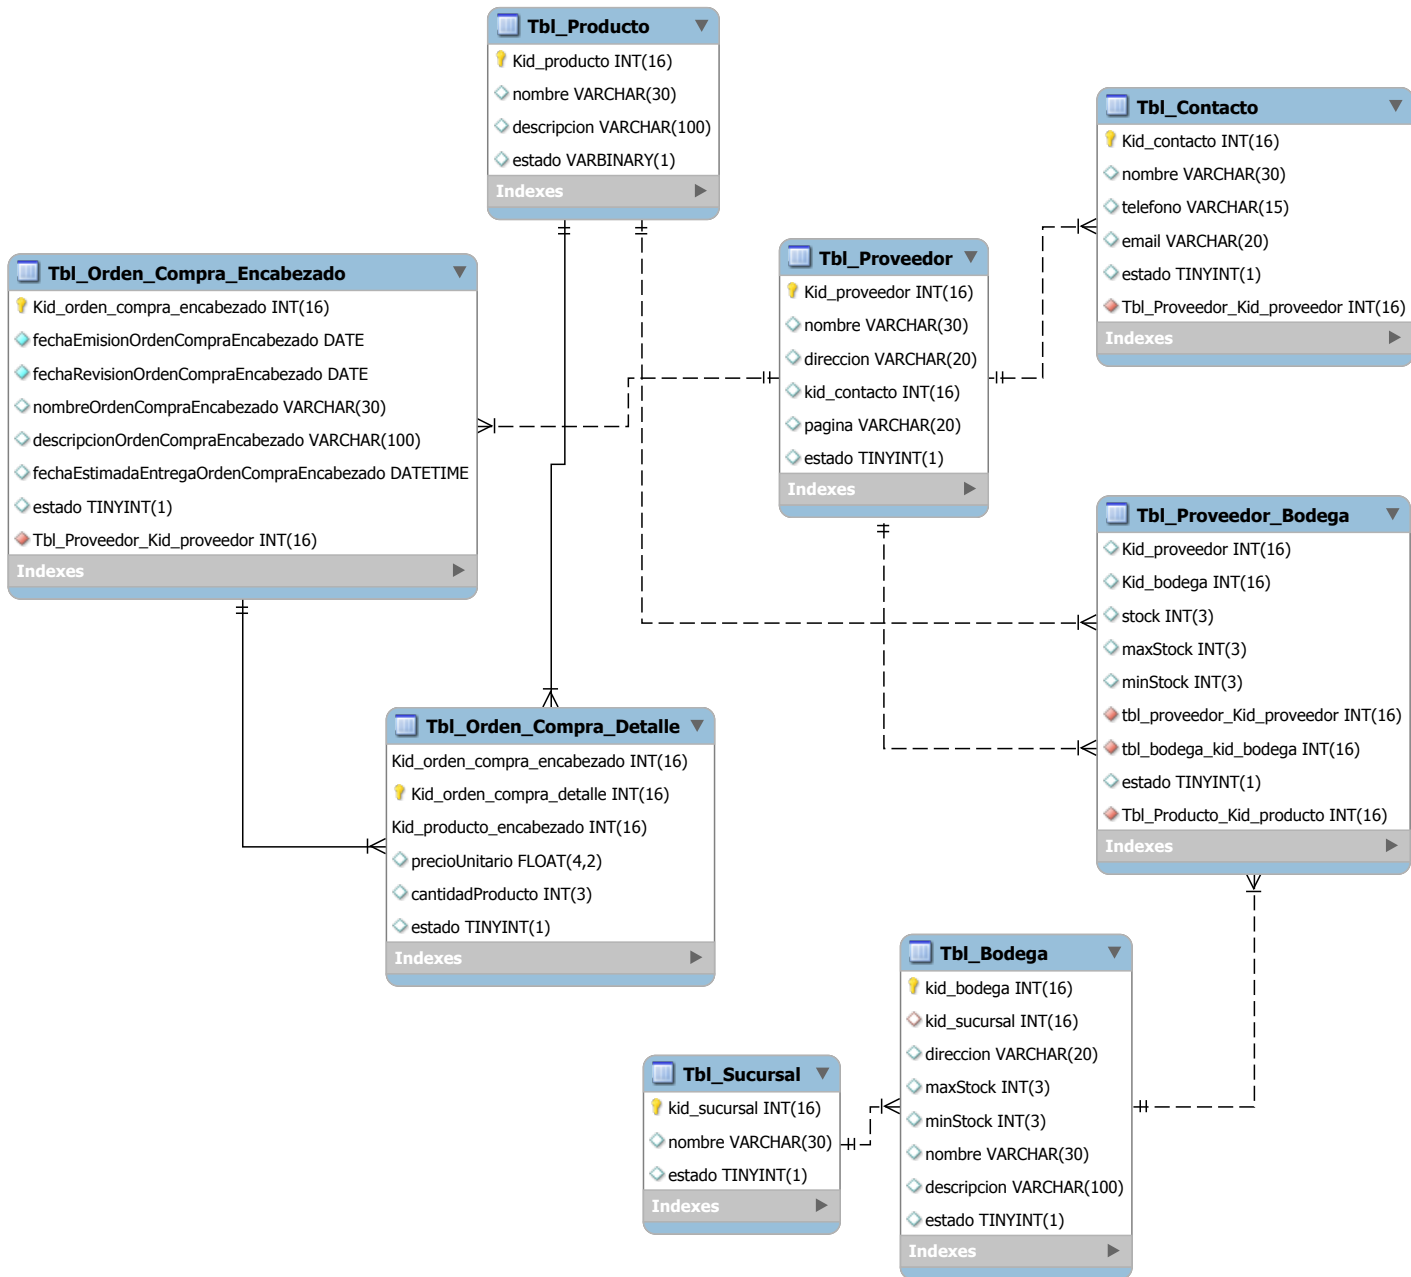 Tbl_Producto
Kid_producto INT(16)
nombre VARCHAR(30)
descripcion VARCHAR(100)
estado VARBINARY(1)
Indexes
Tbl_Contacto
Kid_contacto INT(16)
nombre VARCHAR(30)
telefono VARCHAR(15)
email VARCHAR(20)
estado TINYINT(1)
Tbl_Proveedor_Kid_proveedor INT(16)
Indexes
Tbl_Orden_Compra_Encabezado
Kid_orden_compra_encabezado INT(16)
fechaEmisionOrdenCompraEncabezado DATE
fechaRevisionOrdenCompraEncabezado DATE
nombreOrdenCompraEncabezado VARCHAR(30)
descripcionOrdenCompraEncabezado VARCHAR(100)
fechaEstimadaEntregaOrdenCompraEncabezado DATETIME
estado TINYINT(1)
Tbl_Proveedor_Kid_proveedor INT(16)
Indexes
Tbl_Proveedor
Kid_proveedor INT(16)
nombre VARCHAR(30)
direccion VARCHAR(20)
kid_contacto INT(16)
pagina VARCHAR(20)
estado TINYINT(1)
Indexes
Tbl_Proveedor_Bodega
Kid_proveedor INT(16)
Kid_bodega INT(16)
stock INT(3)
maxStock INT(3)
minStock INT(3)
tbl_proveedor_Kid_proveedor INT(16)
tbl_bodega_kid_bodega INT(16)
estado TINYINT(1)
Tbl_Producto_Kid_producto INT(16)
Indexes
Tbl_Orden_Compra_Detalle
Kid_orden_compra_encabezado INT(16)
Kid_orden_compra_detalle INT(16)
Kid_producto_encabezado INT(16)
precioUnitario FLOAT(4,2)
cantidadProducto INT(3)
estado TINYINT(1)
Indexes
Tbl_Bodega
kid_bodega INT(16)
kid_sucursal INT(16)
direccion VARCHAR(20)
maxStock INT(3)
minStock INT(3)
nombre VARCHAR(30)
descripcion VARCHAR(100)
estado TINYINT(1)
Indexes
Tbl_Sucursal
kid_sucursal INT(16)
nombre VARCHAR(30)
estado TINYINT(1)
Indexes